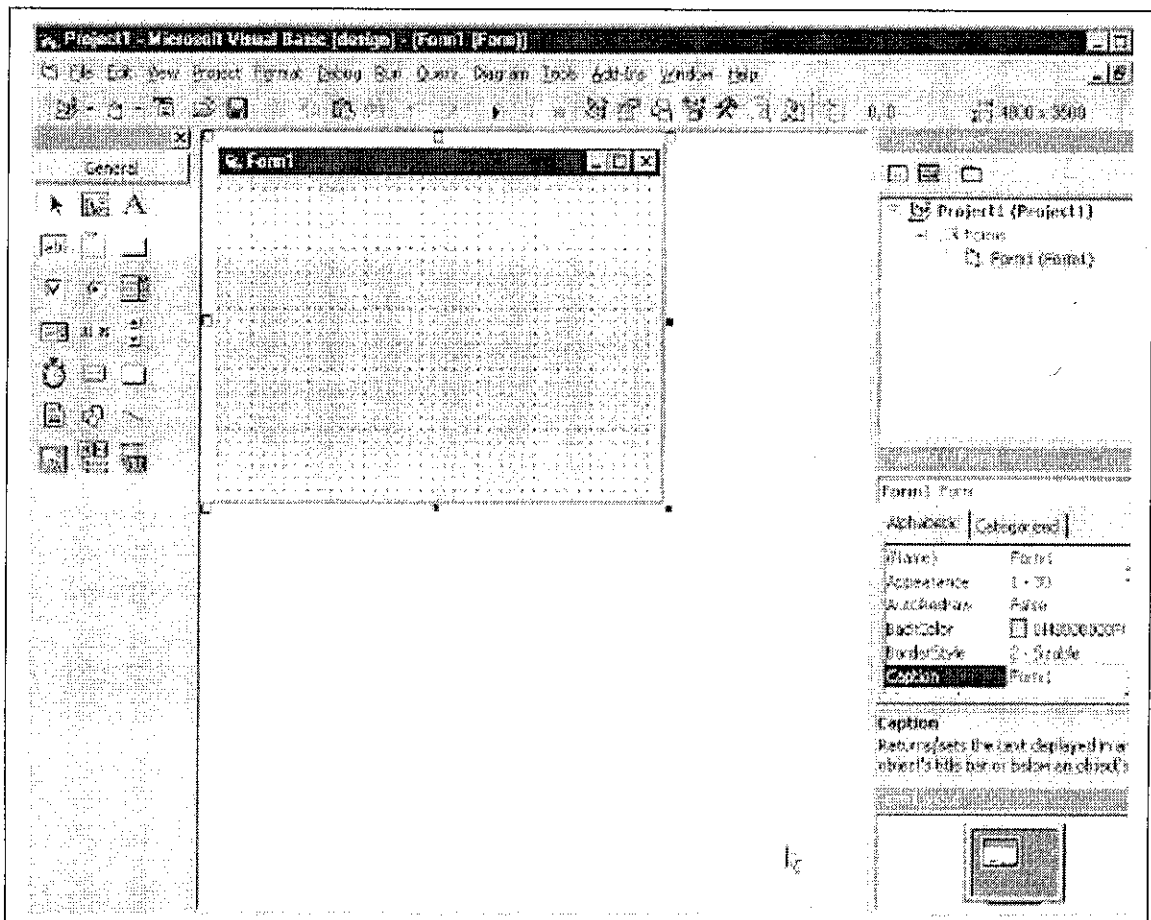 Project1 - Microsoft Visual Basic [design] - [Form1 (Form)]
File Edit View Project Format Debug Run Query Diagram Tools Add-Ins Window Help
0, 0 4800 x 3600
General
Form1
Project1 (Project1)
Forms
Form1 (Form1)
Form1 Form
Alphabetic Categorized
(Name) Form1
Appearance 1 - 3D
AutoRedraw False
BackColor
BorderStyle 2 - Sizable
Caption Form1
Caption
Returns/sets the text displayed in an
object's title bar or below an object's